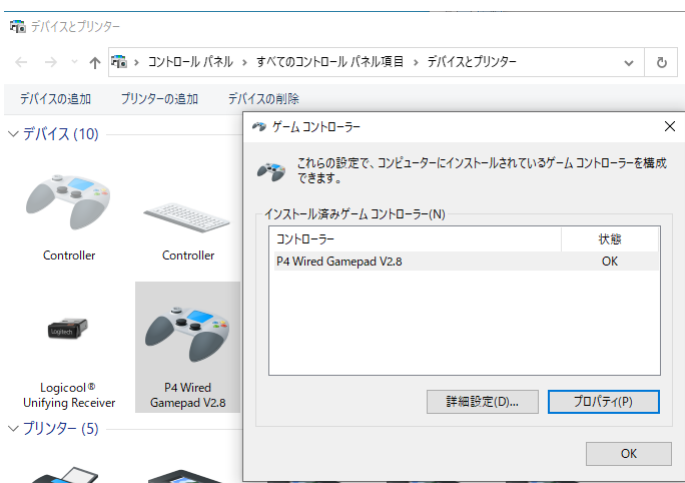 デバイスとプリンター
コントロール パネル › すべてのコントロール パネル項目 › デバイスとプリンター
デバイスの追加 プリンターの追加 デバイスの削除
デバイス (10)
Controller
Controller
Logitech
Logicool®
Unifying Receiver
P4 Wired
Gamepad V2.8
プリンター (5)
ゲーム コントローラー
これらの設定で、コンピューターにインストールされているゲーム コントローラーを構成
できます。
インストール済みゲーム コントローラー(N)
コントローラー 状態
P4 Wired Gamepad V2.8 OK
詳細設定(D)... プロパティ(P)
OK